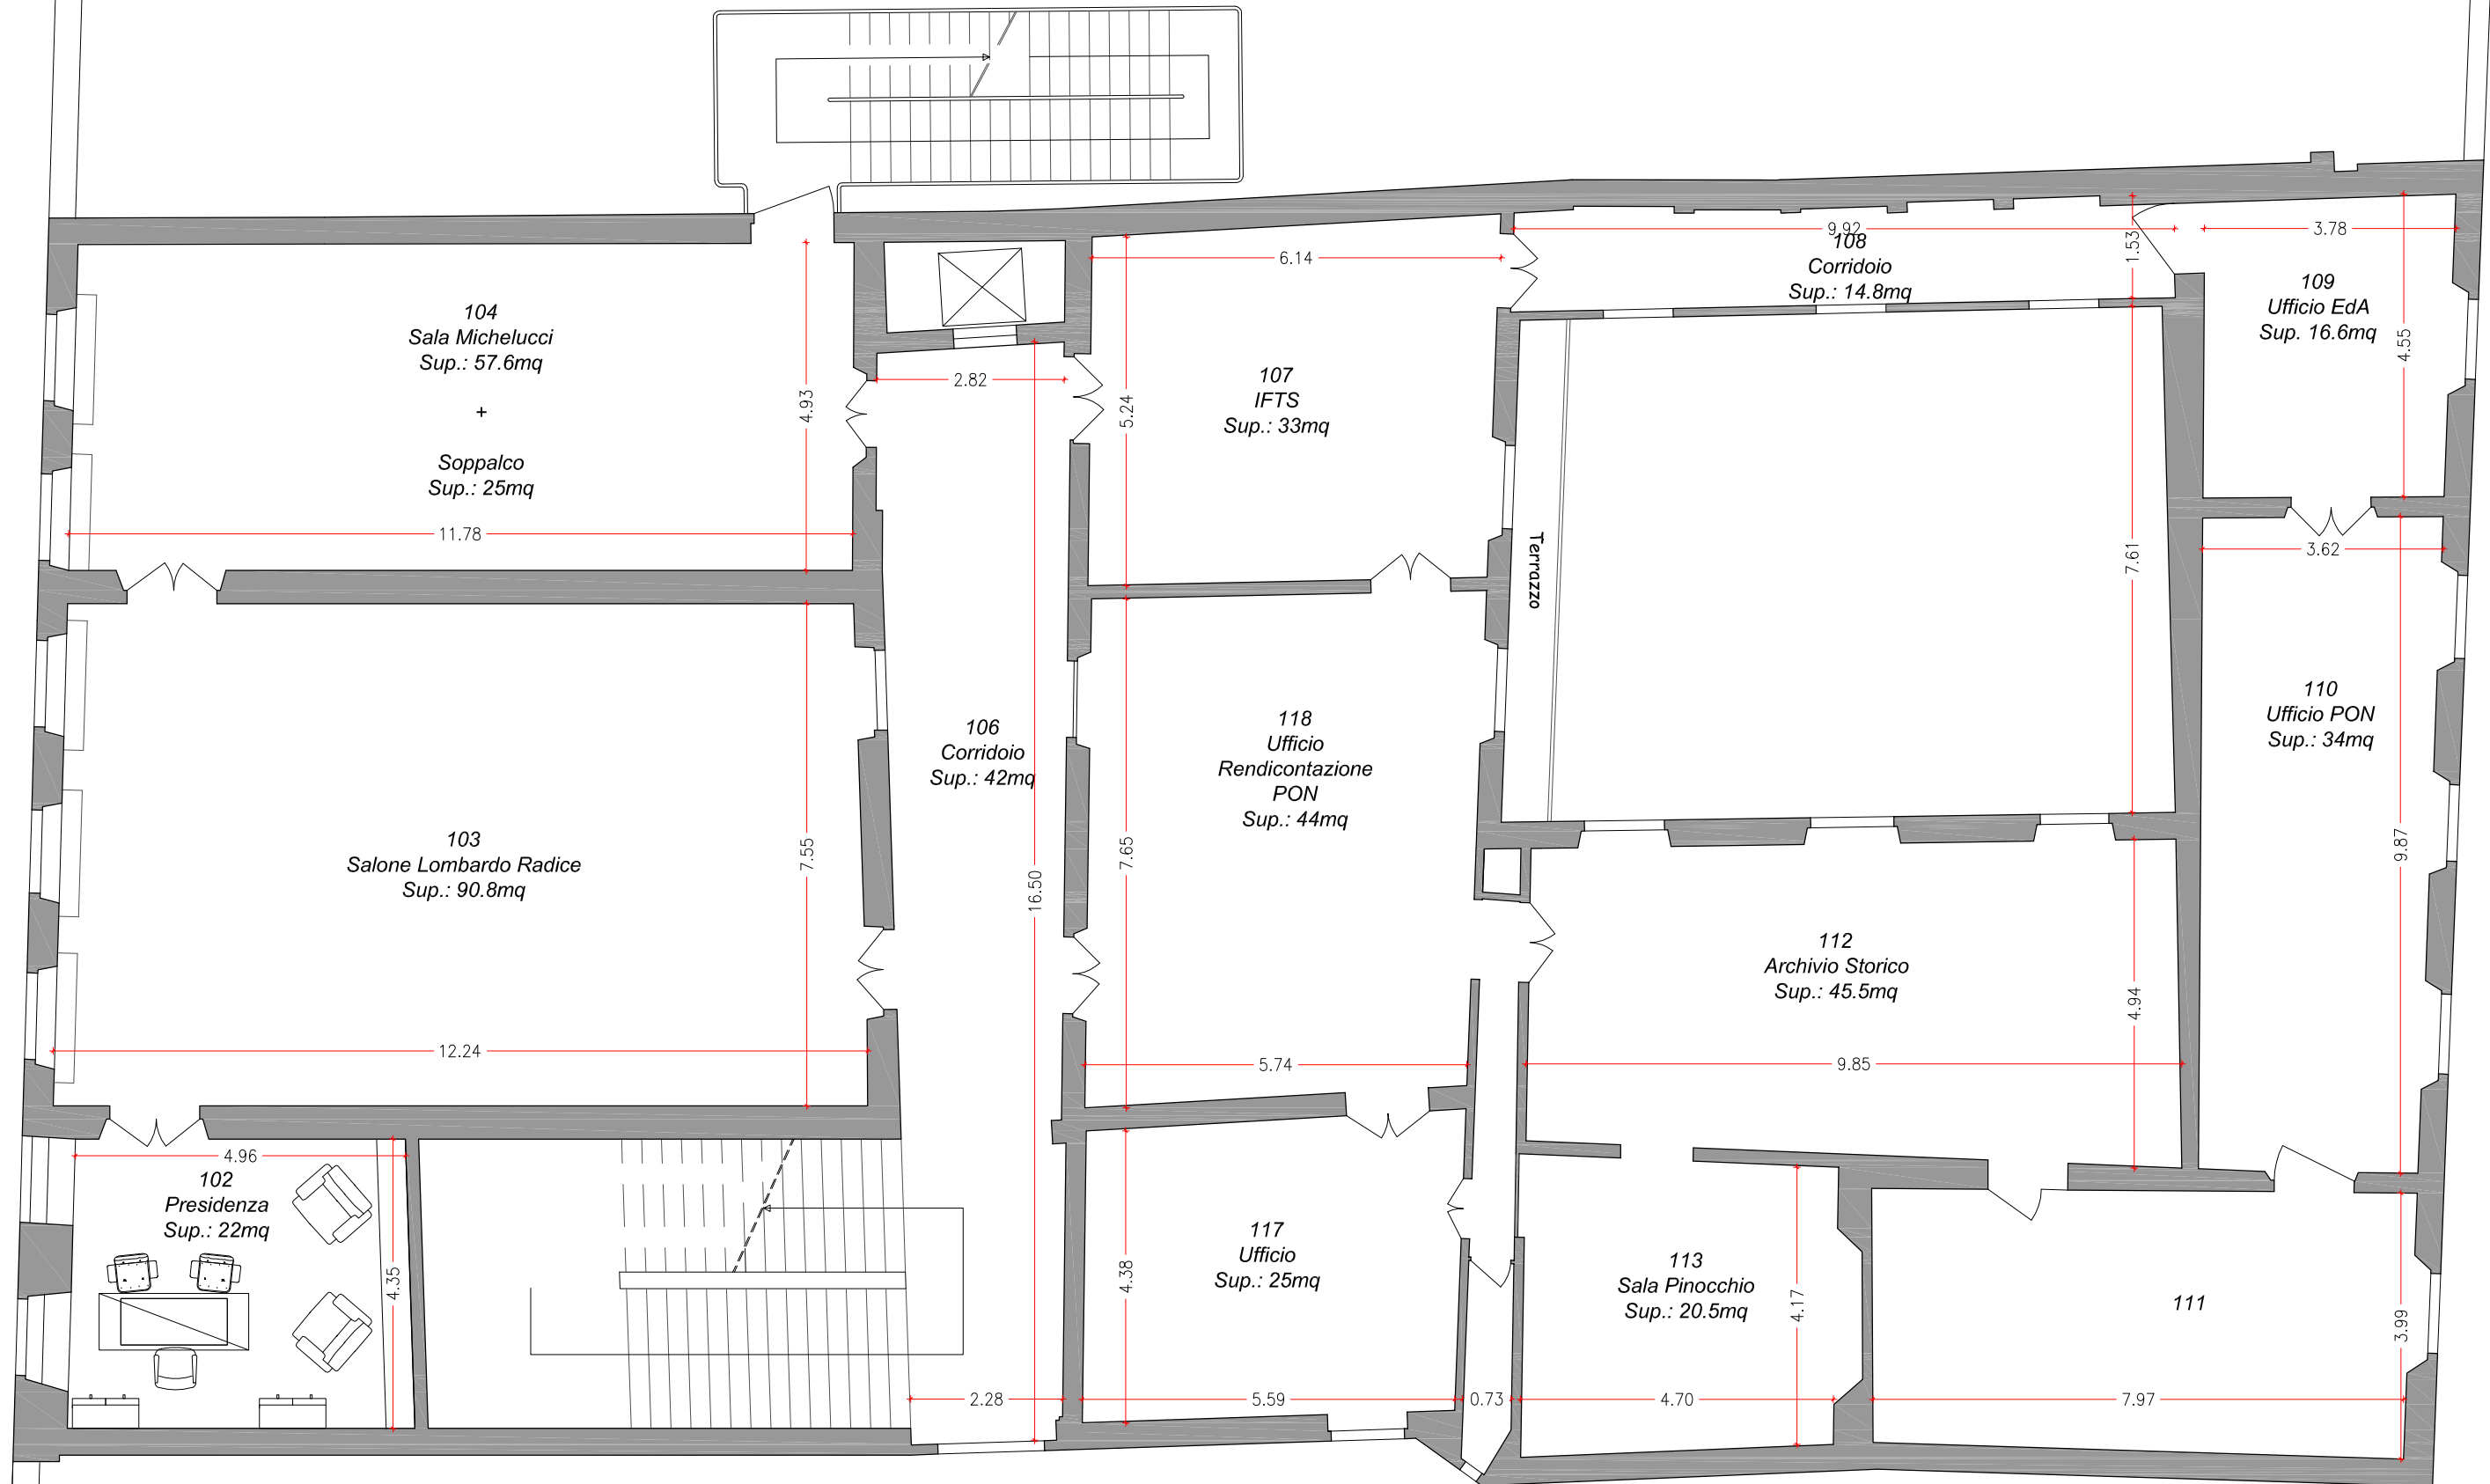 104
Sala Michelucci
Sup.: 57.6mq
+
Soppalco
Sup.: 25mq
11.78
4.93
2.82
6.14
5.24
107
IFTS
Sup.: 33mq
9.92
108
Corridoio
Sup.: 14.8mq
1.53
3.78
109
Ufficio EdA
Sup. 16.6mq
4.55
Terrazzo
7.61
3.62
110
Ufficio PON
Sup.: 34mq
9.87
103
Salone Lombardo Radice
Sup.: 90.8mq
7.55
12.24
106
Corridoio
Sup.: 42mq
16.50
118
Ufficio
Rendicontazione
PON
Sup.: 44mq
7.65
5.74
112
Archivio Storico
Sup.: 45.5mq
4.94
9.85
4.96
102
Presidenza
Sup.: 22mq
4.35
2.28
117
Ufficio
Sup.: 25mq
4.38
5.59
0.73
113
Sala Pinocchio
Sup.: 20.5mq
4.17
4.70
111
3.99
7.97